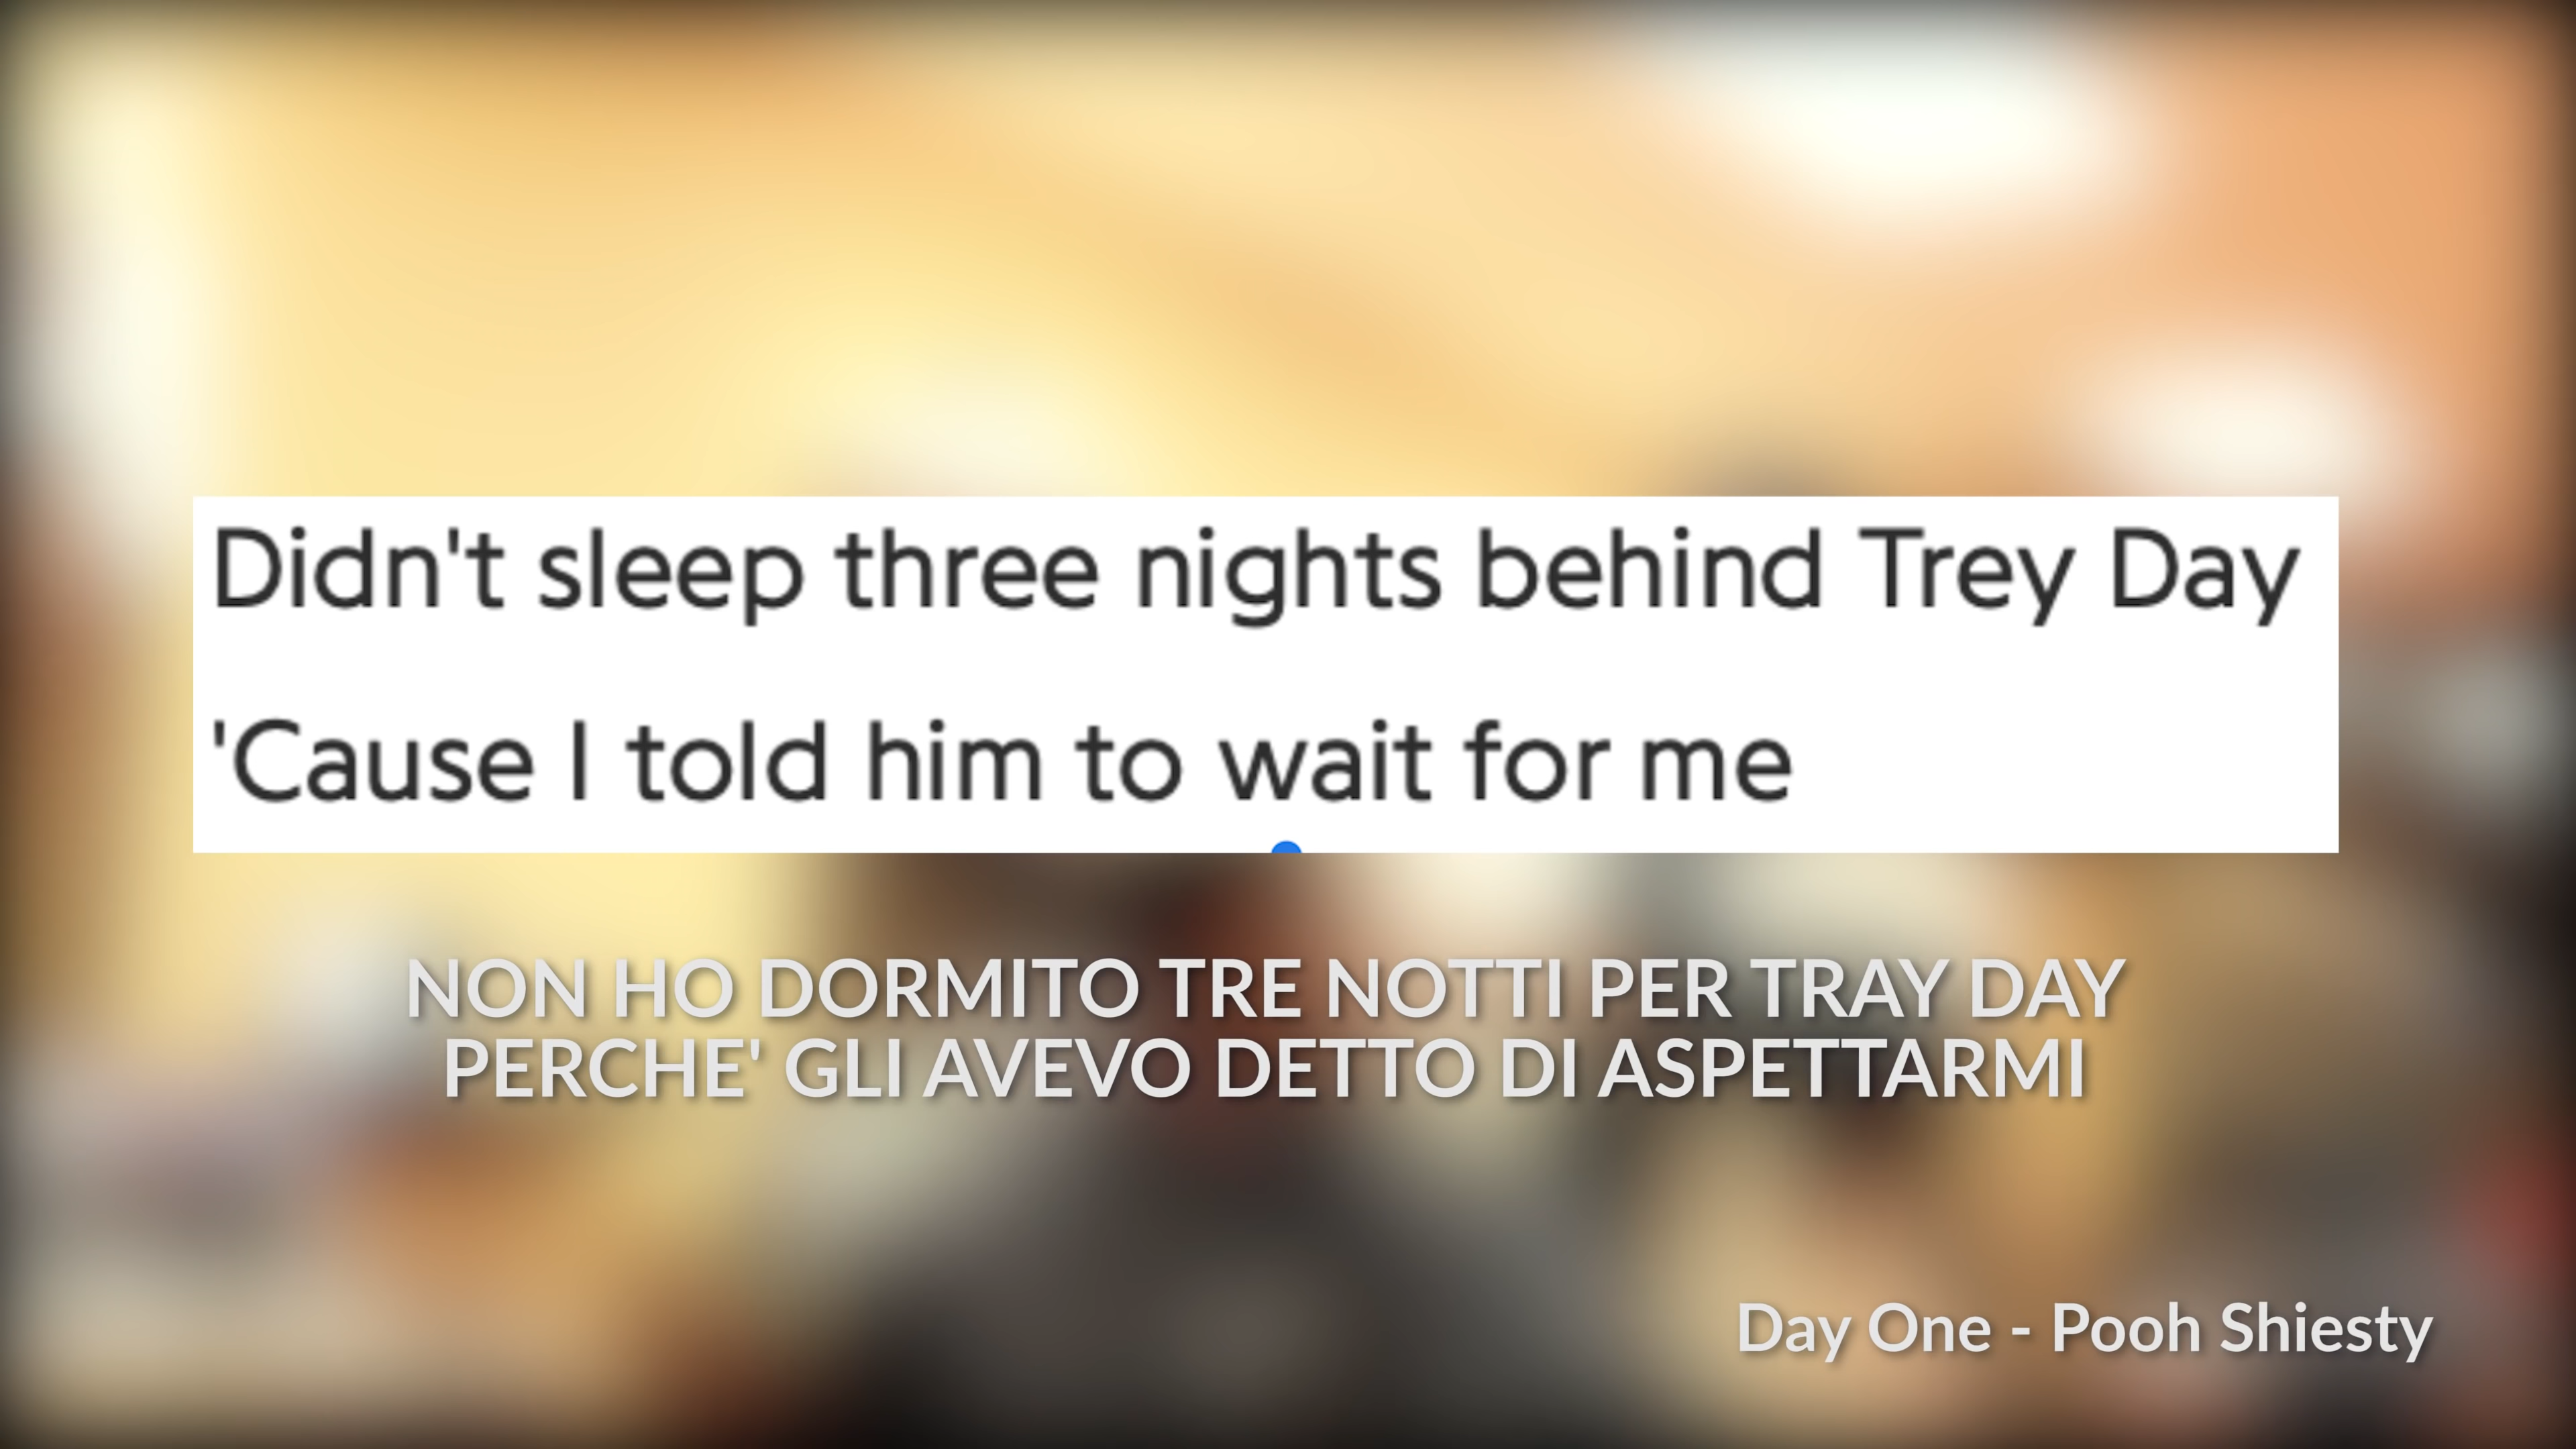 Didn't sleep three nights behind Trey Day
'Cause I told him to wait for me
NON HO DORMITO TRE NOTTI PER TRAY DAY
PERCHE' GLI AVEVO DETTO DI ASPETTARMI
Day One - Pooh Shiesty